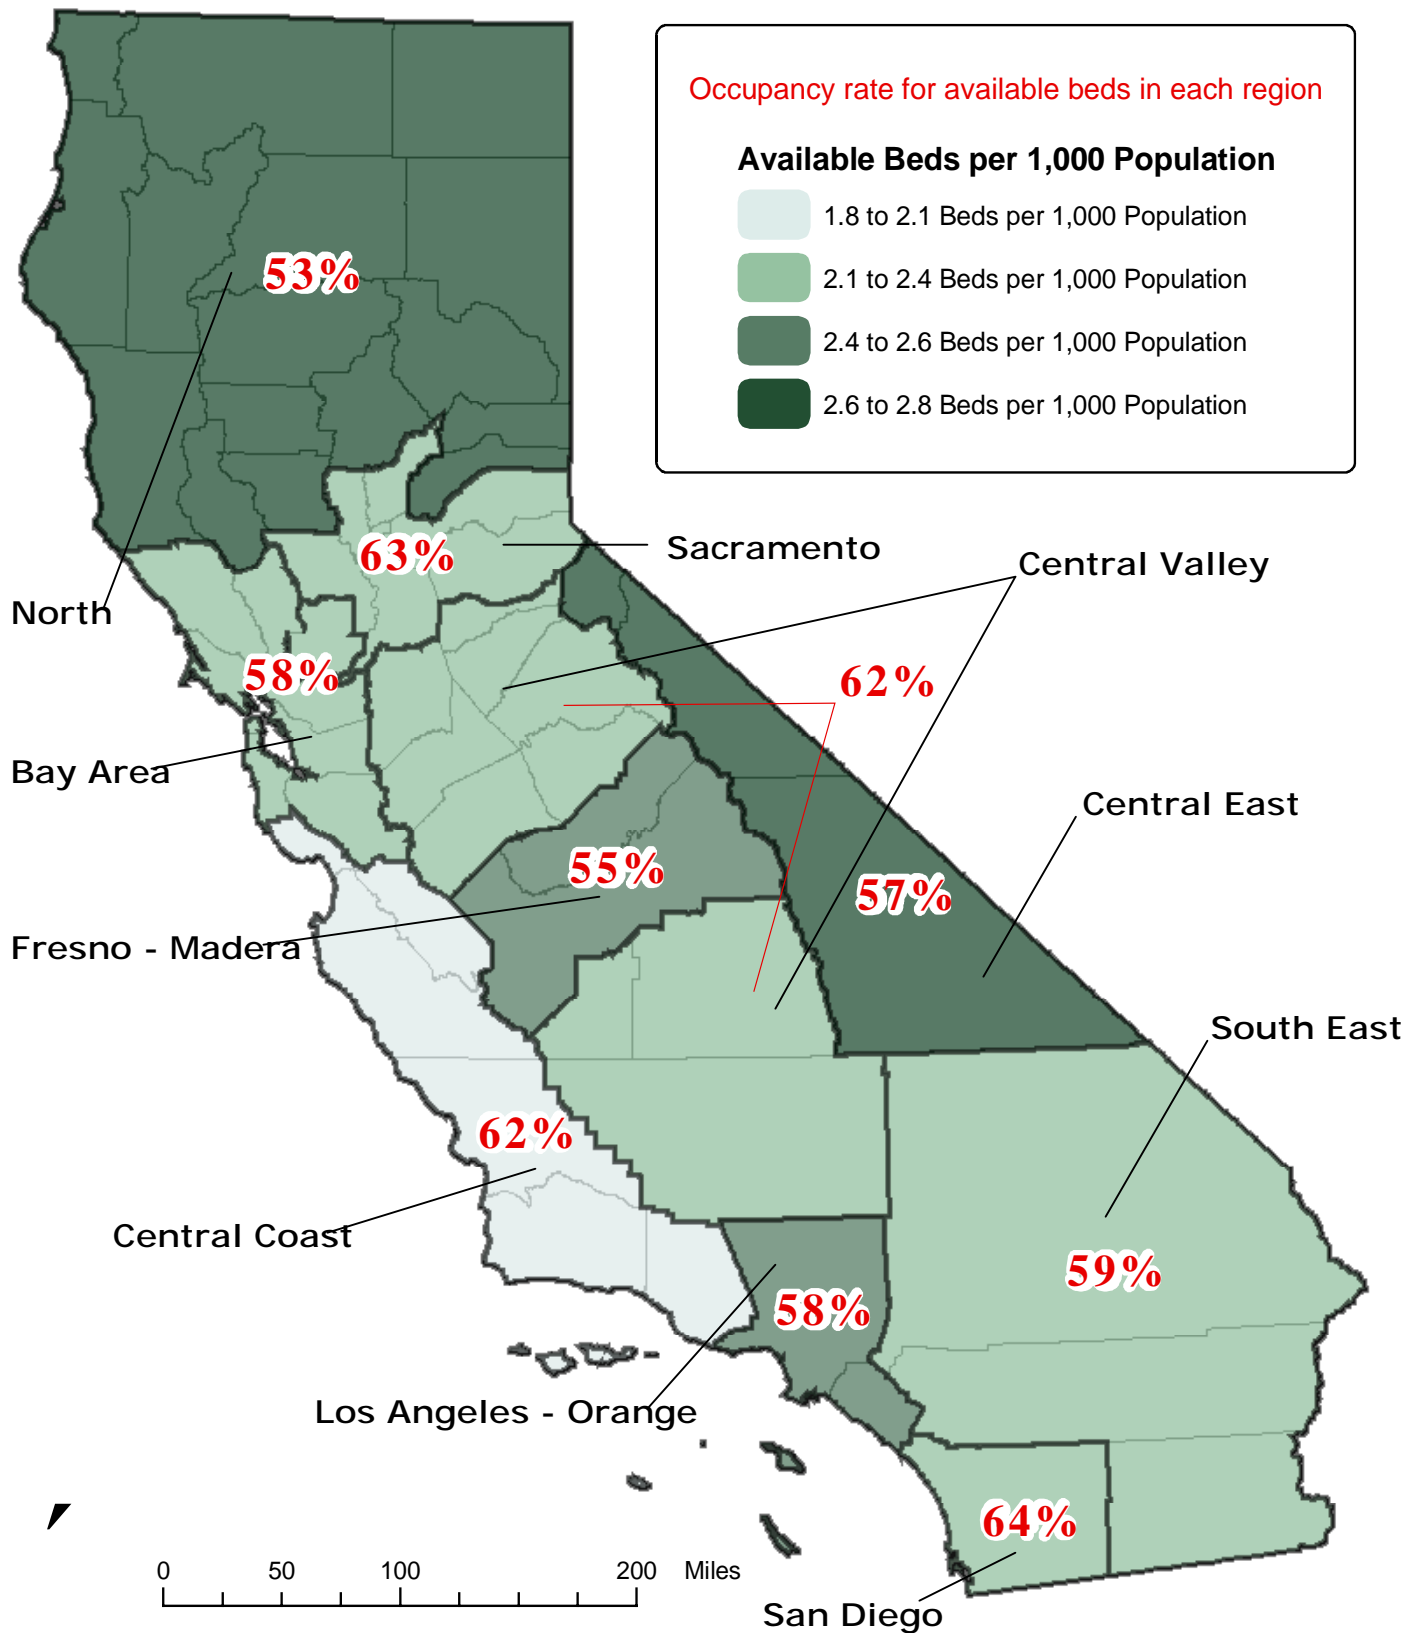 Occupancy rate for available beds in each region
Available Beds per 1,000 Population
1.8 to 2.1 Beds per 1,000 Population
2.1 to 2.4 Beds per 1,000 Population
2.4 to 2.6 Beds per 1,000 Population
2.6 to 2.8 Beds per 1,000 Population
53%
63%
Sacramento
Central Valley
North
58%
62%
Bay Area
Central East
55%
57%
Fresno - Madera
South East
62%
Central Coast
59%
58%
Los Angeles - Orange
64%
0 50 100 200 Miles
San Diego